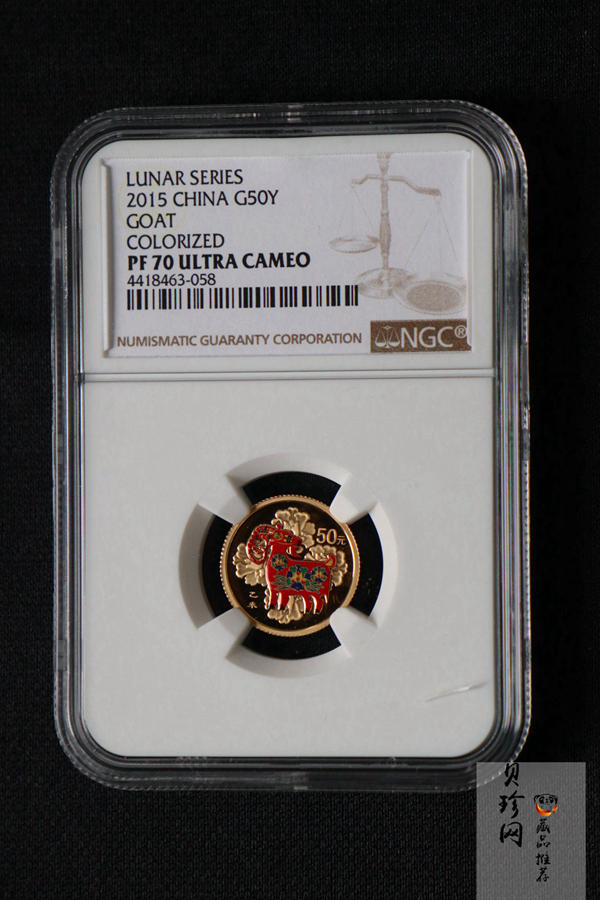 LUNAR SERIES
2015 CHINA G50Y
GOAT
COLORIZED
PF 70 ULTRA CAMEO
4418463-058
NUMISMATIC GUARANTY CORPORATION
NGC®
50元
乙未
贝珍网
藏品推荐